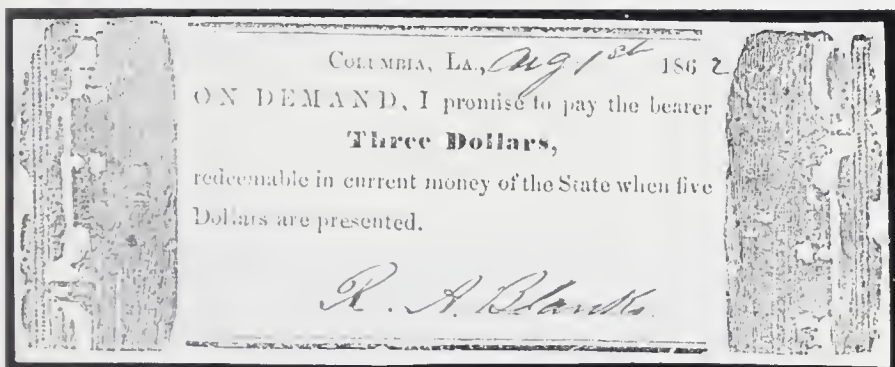 COLUMBIA, LA., Aug 1st 1862
ON DEMAND, I promise to pay the bearer
Three Dollars,
redeemable in current money of the State when five
Dollars are presented.
R. A. Blanks.